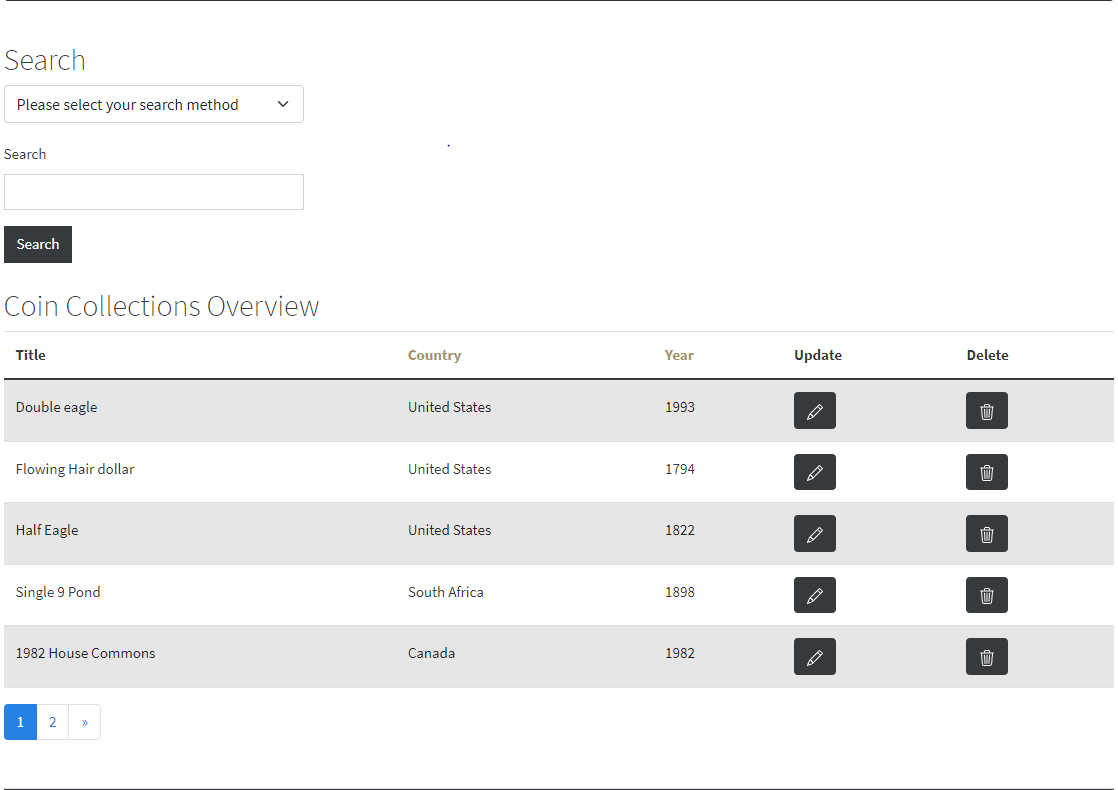 Search
Please select your search method
Search
Search
Coin Collections Overview
Title Country Year Update Delete
Double eagle United States 1993
Flowing Hair dollar United States 1794
Half Eagle United States 1822
Single 9 Pond South Africa 1898
1982 House Commons Canada 1982
1 2 »